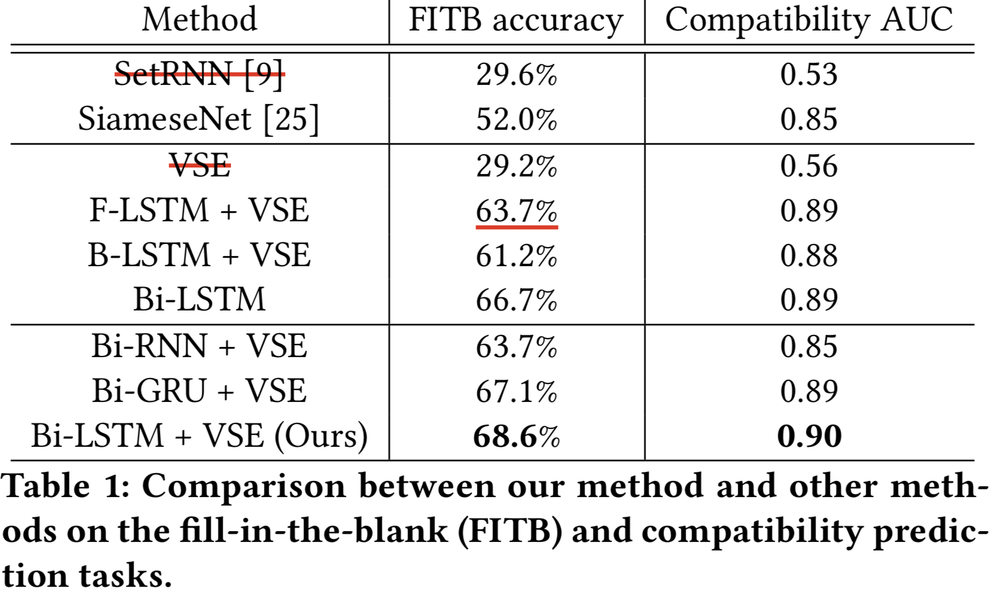 Method FITB accuracy Compatibility AUC
SetRNN [9] 29.6% 0.53
SiameseNet [25] 52.0% 0.85
VSE 29.2% 0.56
F-LSTM + VSE 63.7% 0.89
B-LSTM + VSE 61.2% 0.88
Bi-LSTM 66.7% 0.89
Bi-RNN + VSE 63.7% 0.85
Bi-GRU + VSE 67.1% 0.89
Bi-LSTM + VSE (Ours) 68.6% 0.90
Table 1: Comparison between our method and other meth-
ods on the fill-in-the-blank (FITB) and compatibility predic-
tion tasks.